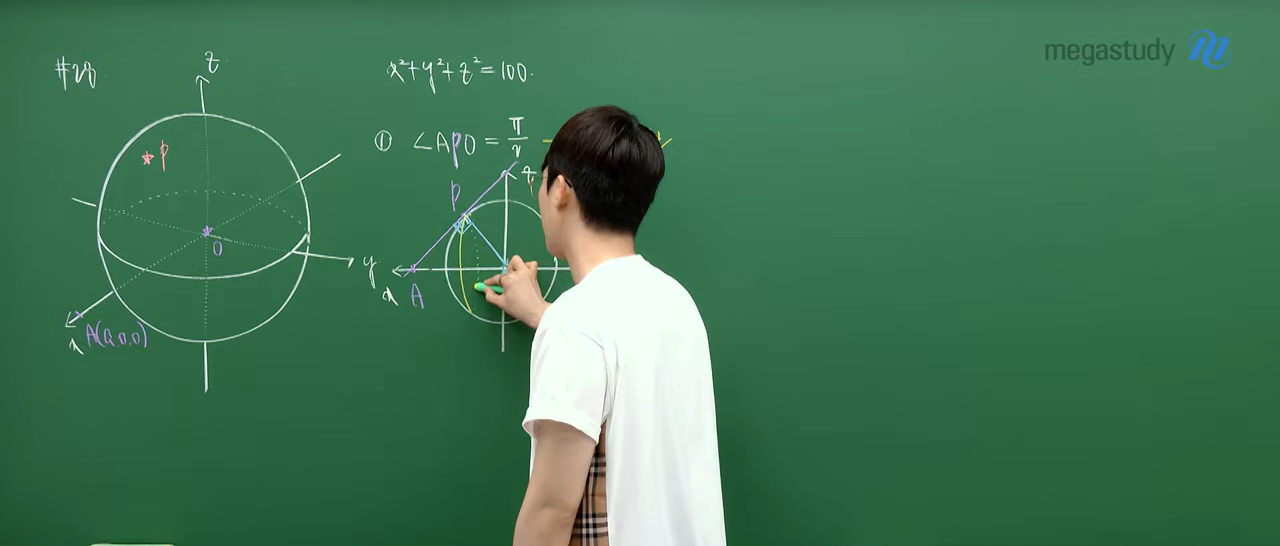 #28
z
x²+y²+z²=100.
① ∠APO = π/2
P
O
y
A(a,0,0)
x
z
P
x
A
megastudy